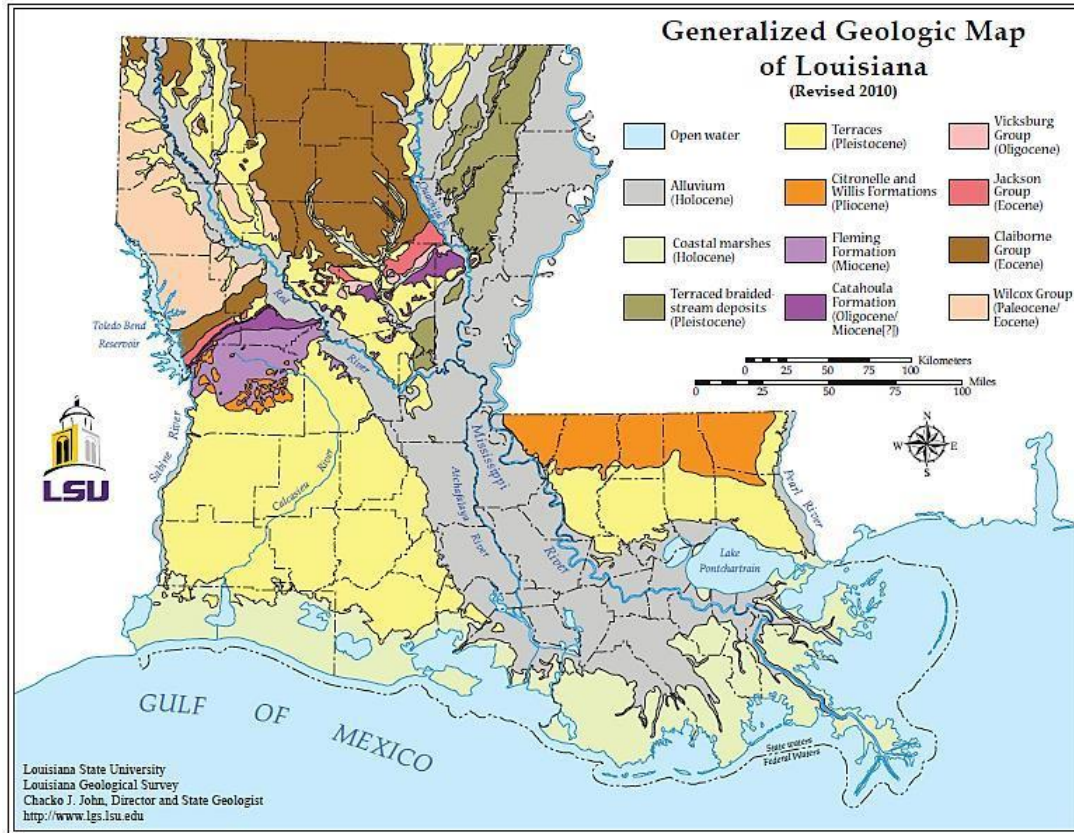 Generalized Geologic Map
of Louisiana
(Revised 2010)
Open water
Alluvium
(Holocene)
Coastal marshes
(Holocene)
Terraced braided-
stream deposits
(Pleistocene)
Terraces
(Pleistocene)
Citronelle and
Willis Formations
(Pliocene)
Fleming
Formation
(Miocene)
Catahoula
Formation
(Oligocene/
Miocene[?])
Vicksburg
Group
(Oligocene)
Jackson
Group
(Eocene)
Claiborne
Group
(Eocene)
Wilcox Group
(Paleocene/
Eocene)
0 25 50 75 100 Kilometers
0 25 50 75 100 Miles
N
W E
S
Ouachita R.
Red
River
Toledo Bend
Reservoir
Sabine River
Calcasieu
River
Mississippi
River
Atchafalaya
River
Pearl River
Lake
Pontchartrain
LSU
GULF OF MEXICO
State waters
Federal Waters
Louisiana State University
Louisiana Geological Survey
Chacko J. John, Director and State Geologist
http://www.lgs.lsu.edu